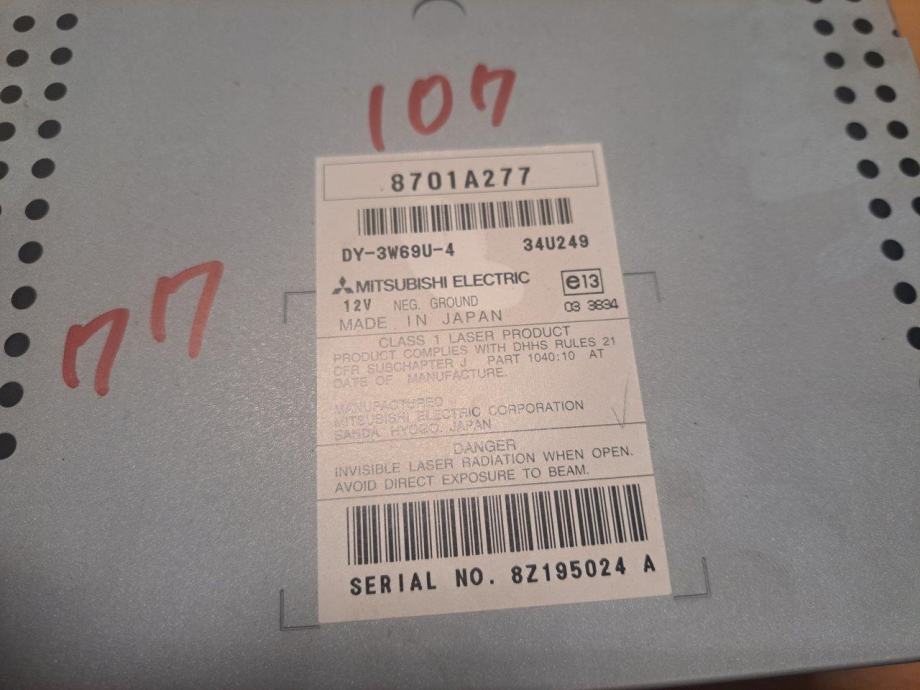 107
8701A277
DY-3W69U-4 34U249
MITSUBISHI ELECTRIC e13
12V NEG. GROUND 03 3834
MADE IN JAPAN
CLASS 1 LASER PRODUCT
PRODUCT COMPLIES WITH DHHS RULES 21
CFR SUBCHAPTER J PART 1040:10 AT
DATE OF MANUFACTURE.
MANUFACTURED
MITSUBISHI ELECTRIC CORPORATION
SANDA, HYOGO, JAPAN
DANGER
INVISIBLE LASER RADIATION WHEN OPEN.
AVOID DIRECT EXPOSURE TO BEAM.
SERIAL NO. 8Z195024 A
77